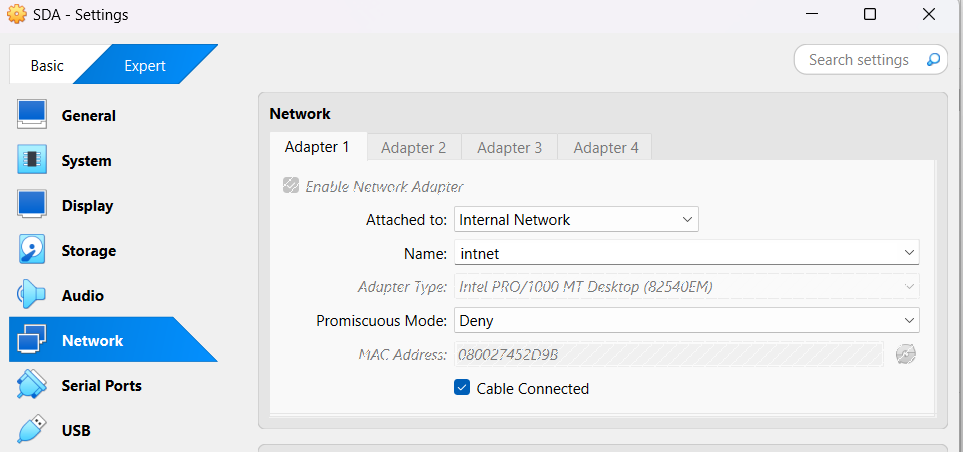 SDA - Settings
Basic
Expert
Search settings
General
System
Display
Storage
Audio
Network
Serial Ports
USB
Network
Adapter 1
Adapter 2
Adapter 3
Adapter 4
Enable Network Adapter
Attached to: Internal Network
Name: intnet
Adapter Type: Intel PRO/1000 MT Desktop (82540EM)
Promiscuous Mode: Deny
MAC Address: 080027452D9B
Cable Connected